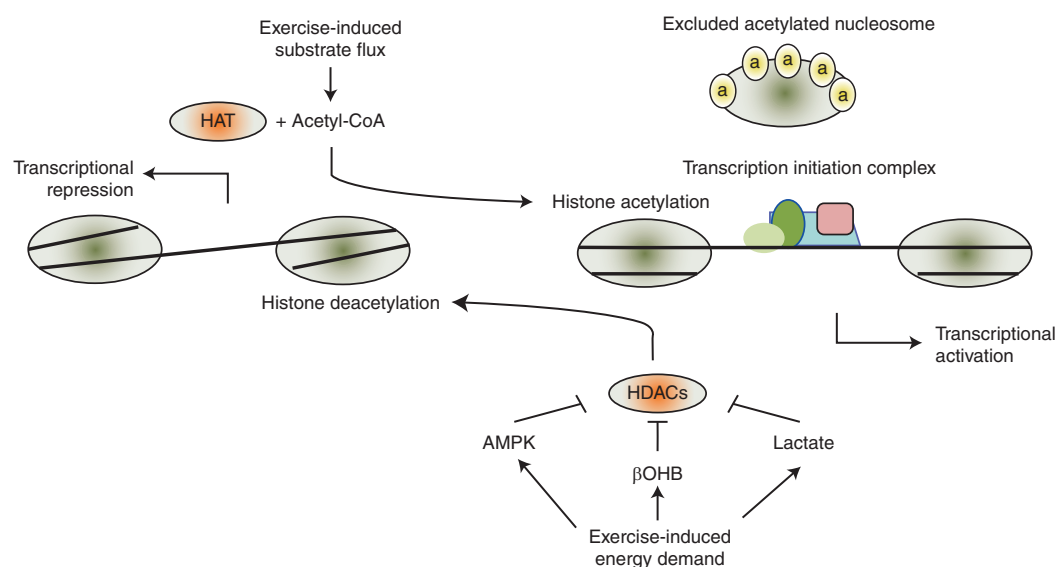 Exercise-induced
substrate flux
HAT + Acetyl-CoA
Excluded acetylated nucleosome
a a a a a
Transcriptional
repression
Transcription initiation complex
Histone acetylation
Histone deacetylation
Transcriptional
activation
HDACs
AMPK
βOHB
Lactate
Exercise-induced
energy demand